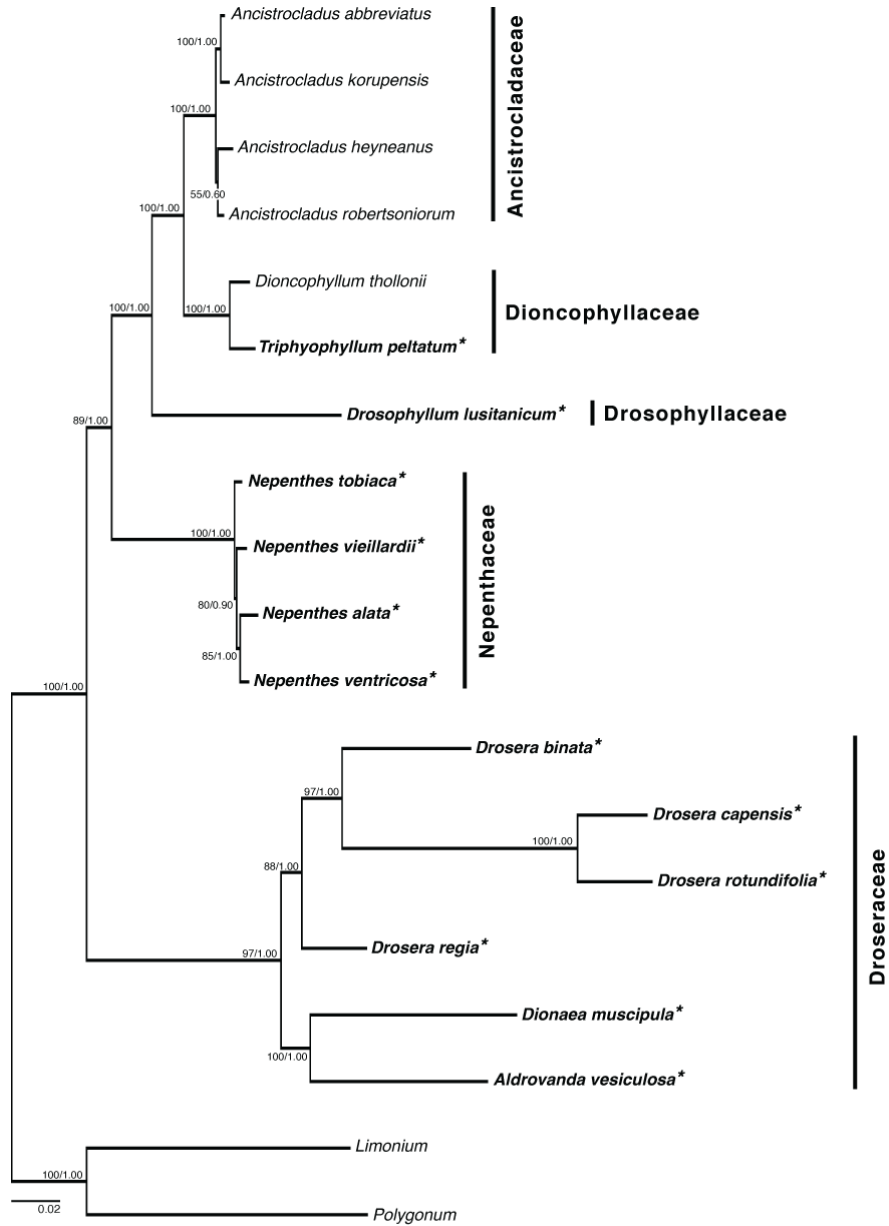 Ancistrocladus abbreviatus
100/1.00
Ancistrocladus korupensis
100/1.00
Ancistrocladus heyneanus
55/0.60
Ancistrocladus robertsoniorum
Ancistrocladaceae
100/1.00
Dioncophyllum thollonii
100/1.00
Triphyophyllum peltatum*
Dioncophyllaceae
100/1.00
Drosophyllum lusitanicum*
Drosophyllaceae
89/1.00
Nepenthes tobiaca*
100/1.00
Nepenthes vieillardii*
80/0.90
Nepenthes alata*
85/1.00
Nepenthes ventricosa*
Nepenthaceae
100/1.00
Drosera binata*
97/1.00
Drosera capensis*
100/1.00
Drosera rotundifolia*
88/1.00
Drosera regia*
97/1.00
Dionaea muscipula*
100/1.00
Aldrovanda vesiculosa*
Droseraceae
Limonium
100/1.00
Polygonum
0.02